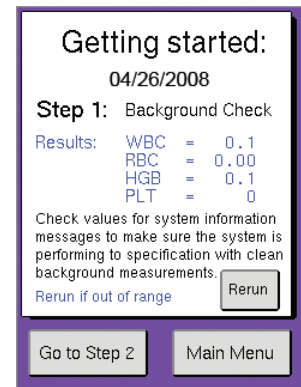 Getting started:
04/26/2008
Step 1: Background Check
Results: WBC = 0.1
RBC = 0.00
HGB = 0.1
PLT = 0
Check values for system information
messages to make sure the system is
performing to specification with clean
background measurements.
Rerun if out of range
Rerun
Go to Step 2
Main Menu